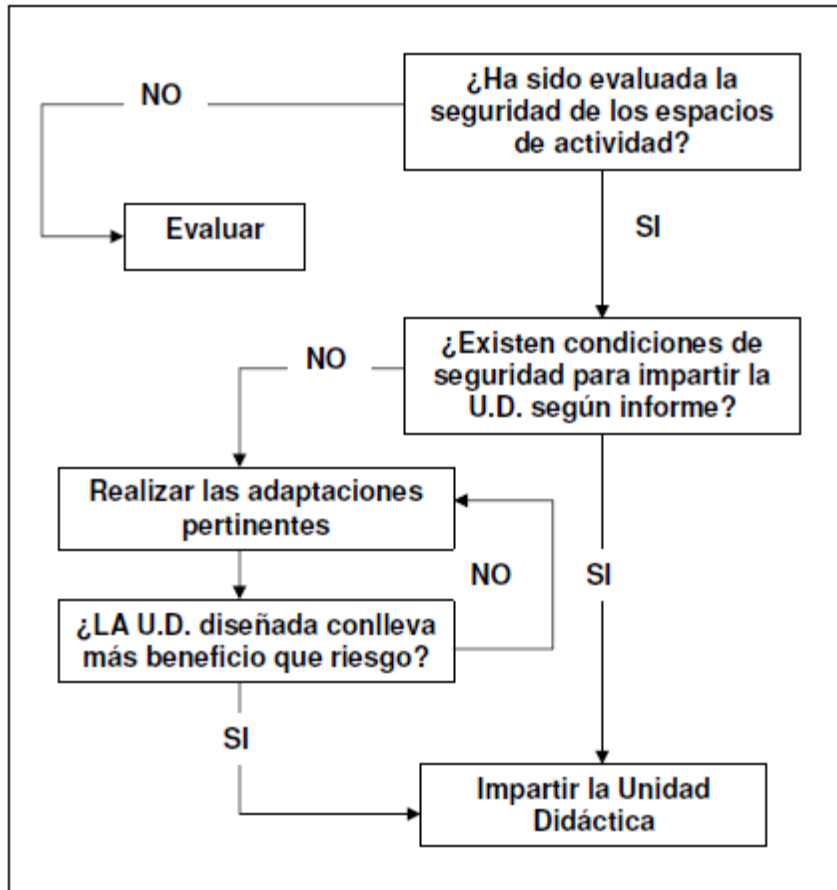 ¿Ha sido evaluada la
seguridad de los espacios
de actividad?
NO
Evaluar
SI
¿Existen condiciones de
seguridad para impartir la
U.D. según informe?
NO
Realizar las adaptaciones
pertinentes
NO
SI
¿LA U.D. diseñada conlleva
más beneficio que riesgo?
SI
Impartir la Unidad
Didáctica